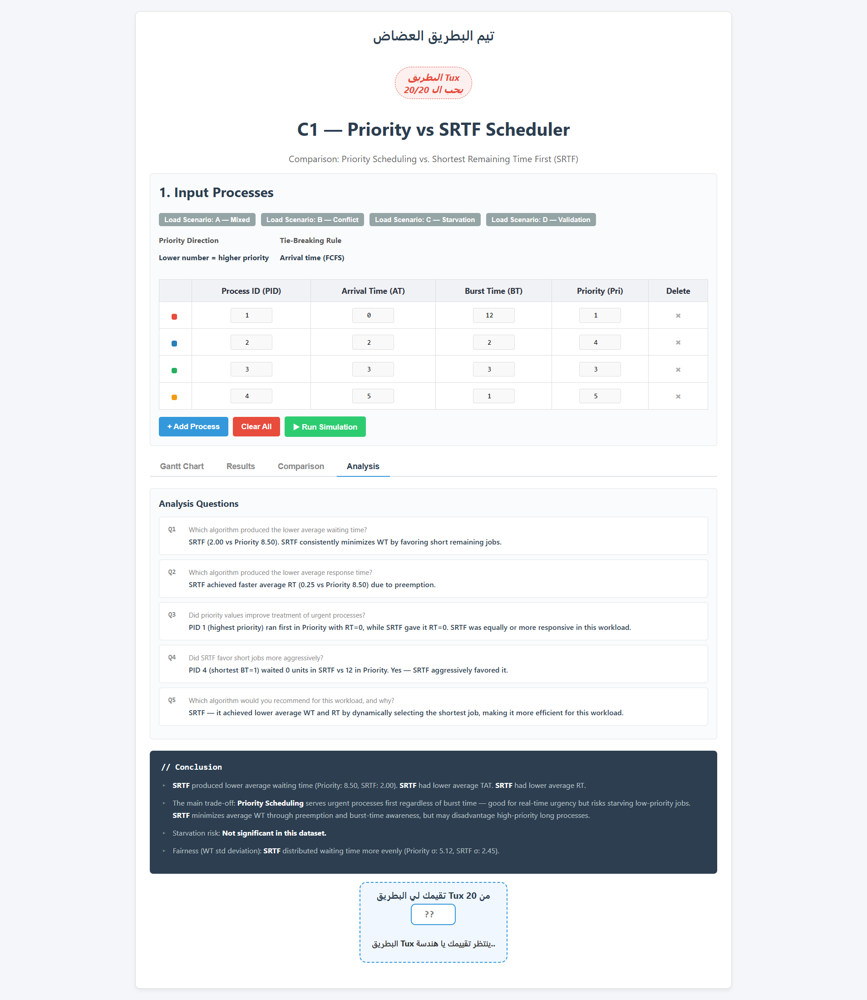 تيم البطريق العضاض
البطريق Tux
يحب ال 20/20
C1 — Priority vs SRTF Scheduler
Comparison: Priority Scheduling vs. Shortest Remaining Time First (SRTF)
1. Input Processes
Load Scenario: A — Mixed
Load Scenario: B — Conflict
Load Scenario: C — Starvation
Load Scenario: D — Validation
Priority Direction
Tie-Breaking Rule
Lower number = higher priority
Arrival time (FCFS)
Process ID (PID) Arrival Time (AT) Burst Time (BT) Priority (Pri) Delete
1 0 12 1 ×
2 2 2 4 ×
3 3 3 3 ×
4 5 1 5 ×
+ Add Process
Clear All
▶ Run Simulation
Gantt Chart
Results
Comparison
Analysis
Analysis Questions
Q1 Which algorithm produced the lower average waiting time?
SRTF (2.00 vs Priority 8.50). SRTF consistently minimizes WT by favoring short remaining jobs.
Q2 Which algorithm produced the lower average response time?
SRTF achieved faster average RT (0.25 vs Priority 8.50) due to preemption.
Q3 Did priority values improve treatment of urgent processes?
PID 1 (highest priority) ran first in Priority with RT=0, while SRTF gave it RT=0. SRTF was equally or more responsive in this workload.
Q4 Did SRTF favor short jobs more aggressively?
PID 4 (shortest BT=1) waited 0 units in SRTF vs 12 in Priority. Yes — SRTF aggressively favored it.
Q5 Which algorithm would you recommend for this workload, and why?
SRTF — it achieved lower average WT and RT by dynamically selecting the shortest job, making it more efficient for this workload.
// Conclusion
▸ SRTF produced lower average waiting time (Priority: 8.50, SRTF: 2.00). SRTF had lower average TAT. SRTF had lower average RT.
▸ The main trade-off: Priority Scheduling serves urgent processes first regardless of burst time — good for real-time urgency but risks starving low-priority jobs.
SRTF minimizes average WT through preemption and burst-time awareness, but may disadvantage high-priority long processes.
▸ Starvation risk: Not significant in this dataset.
▸ Fairness (WT std deviation): SRTF distributed waiting time more evenly (Priority σ: 5.12, SRTF σ: 2.45).
تقيمك لي البطريق Tux 20 من
??
البطريق Tux ينتظر تقييمك يا هندسة..